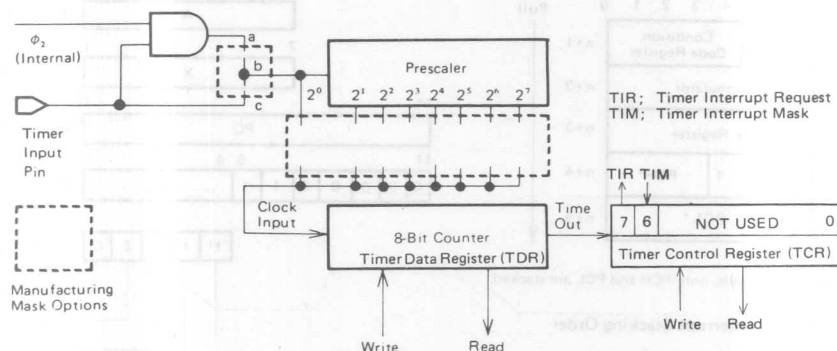 φ2
(Internal)
a
b
c
Timer
Input
Pin
Prescaler
2⁰ 2¹ 2² 2³ 2⁴ 2⁵ 2⁶ 2⁷
TIR; Timer Interrupt Request
TIM; Timer Interrupt Mask
Manufacturing
Mask Options
Clock
Input
8-Bit Counter
Timer Data Register (TDR)
Time
Out
TIR TIM
7 6 NOT USED 0
Timer Control Register (TCR)
Write Read
Write Read